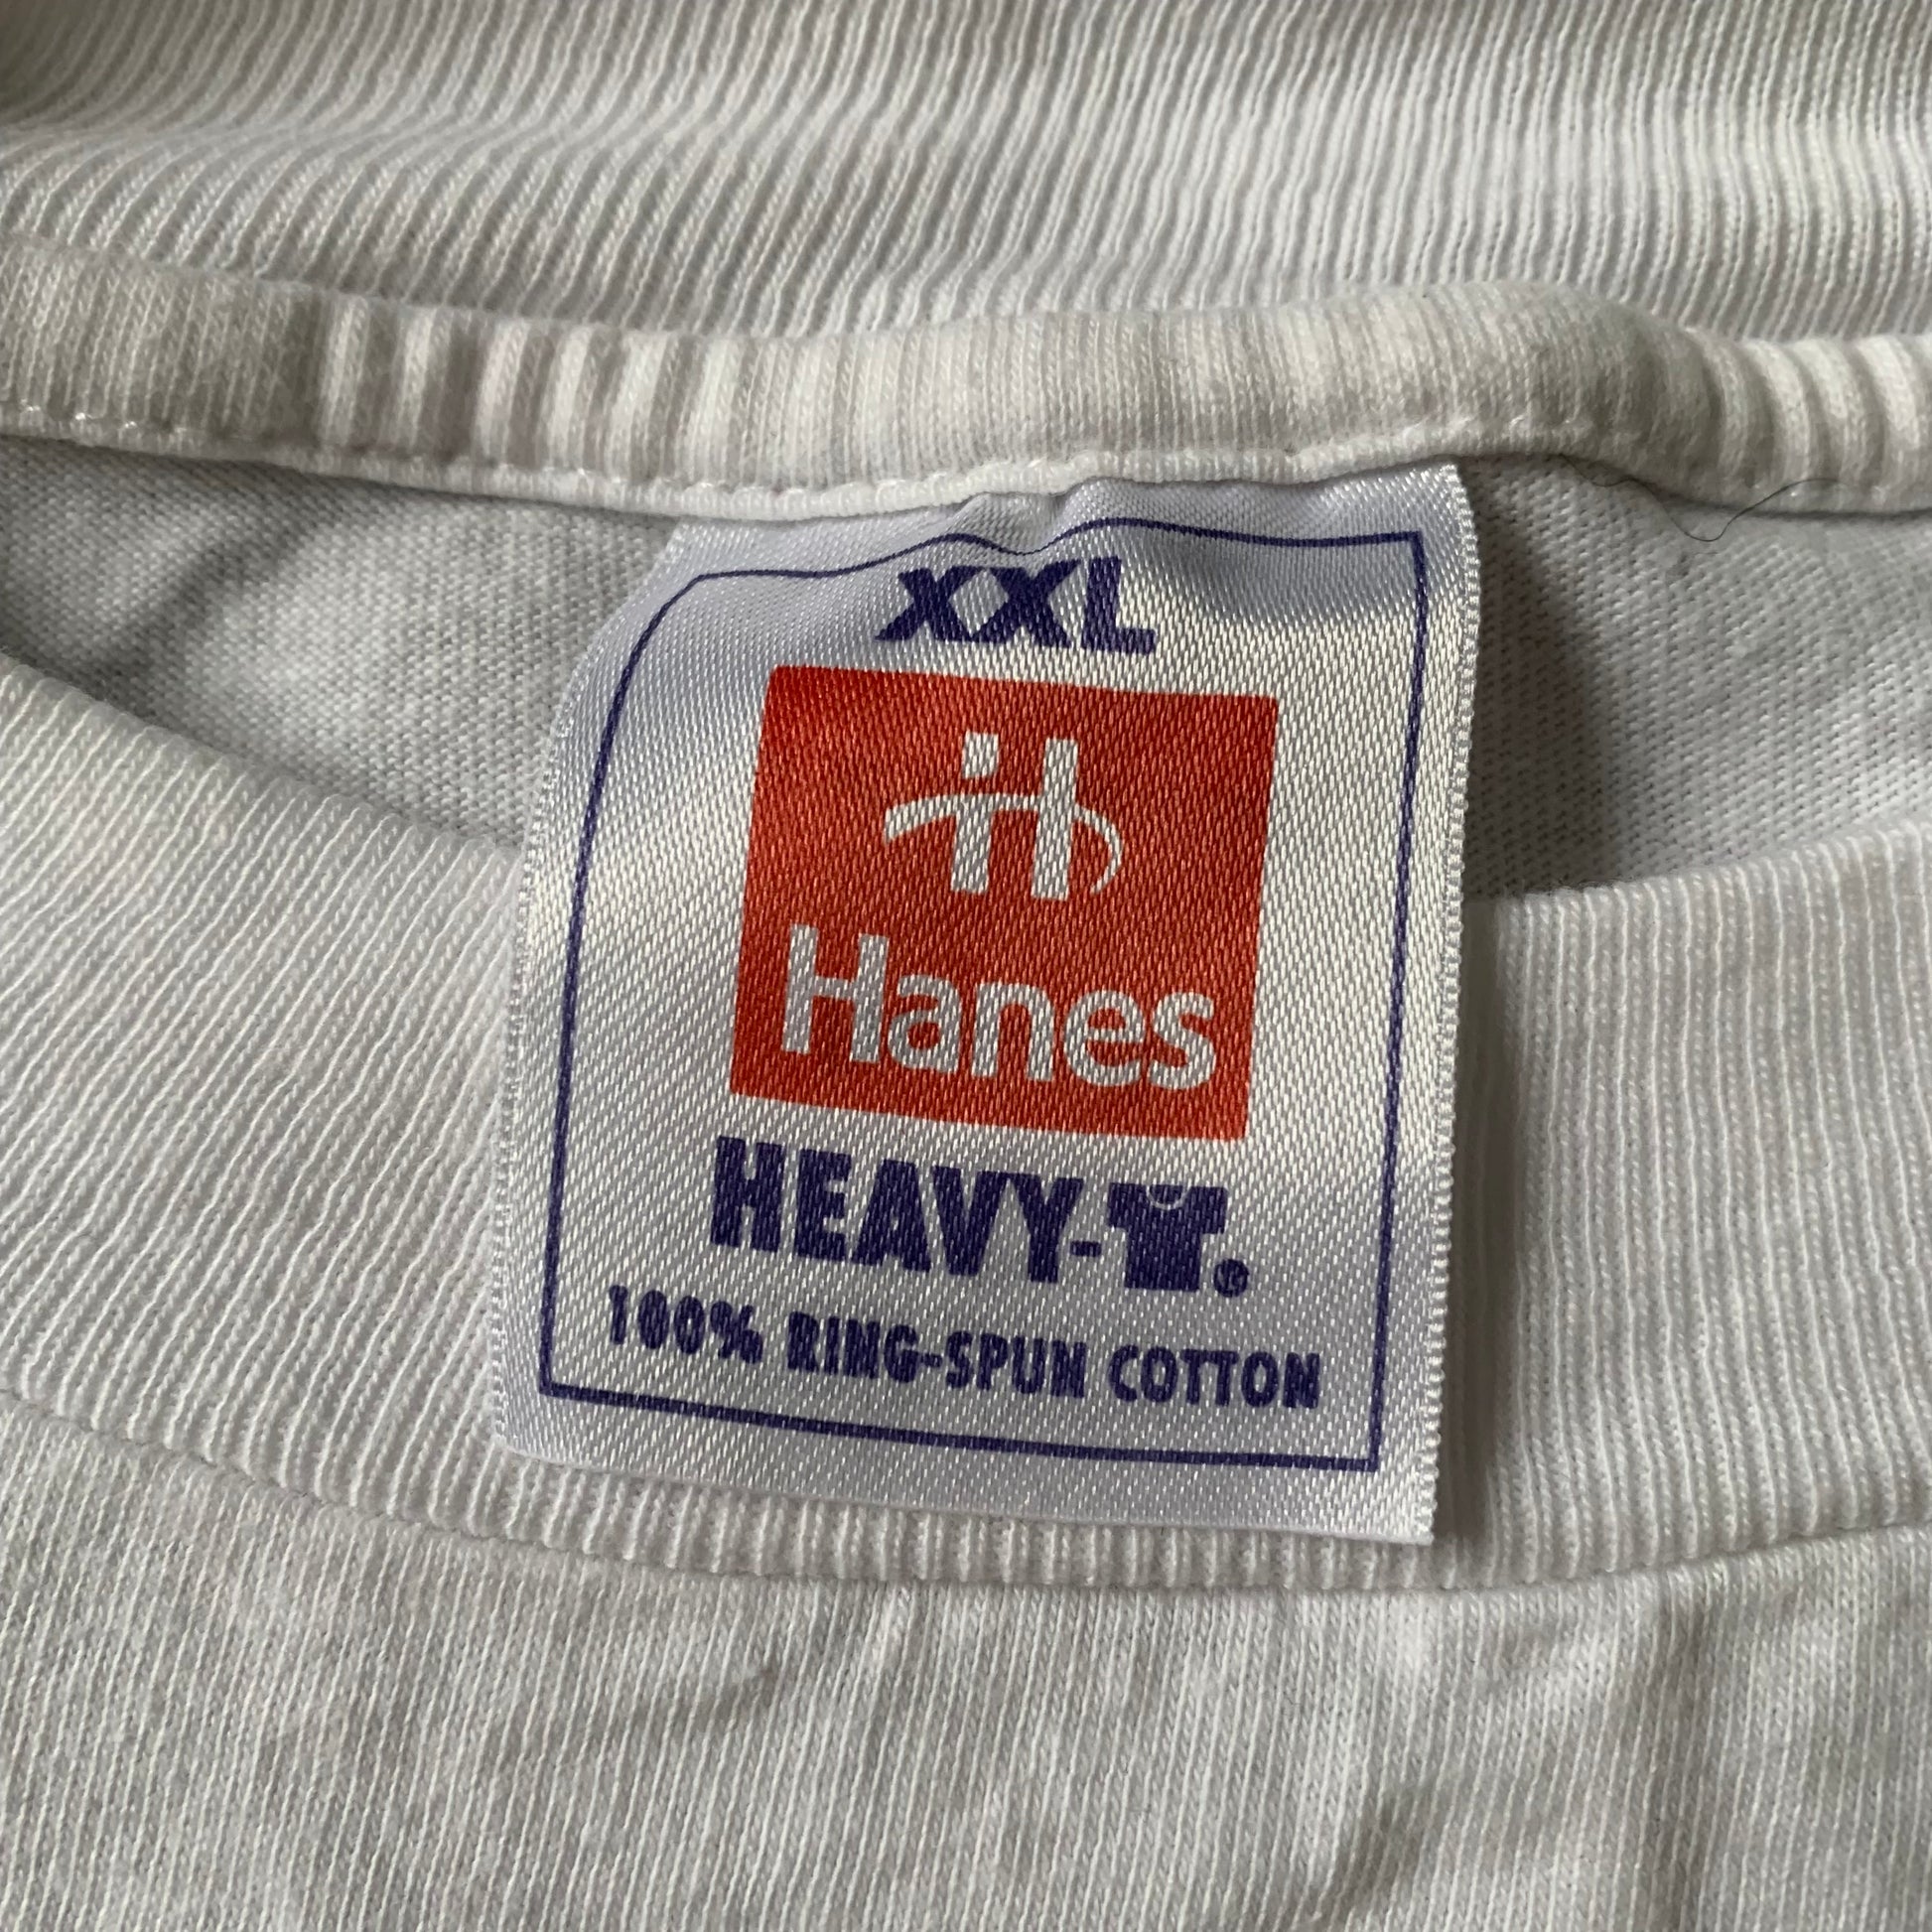 XXL
Hanes
HEAVY-®
100% RING-SPUN COTTON